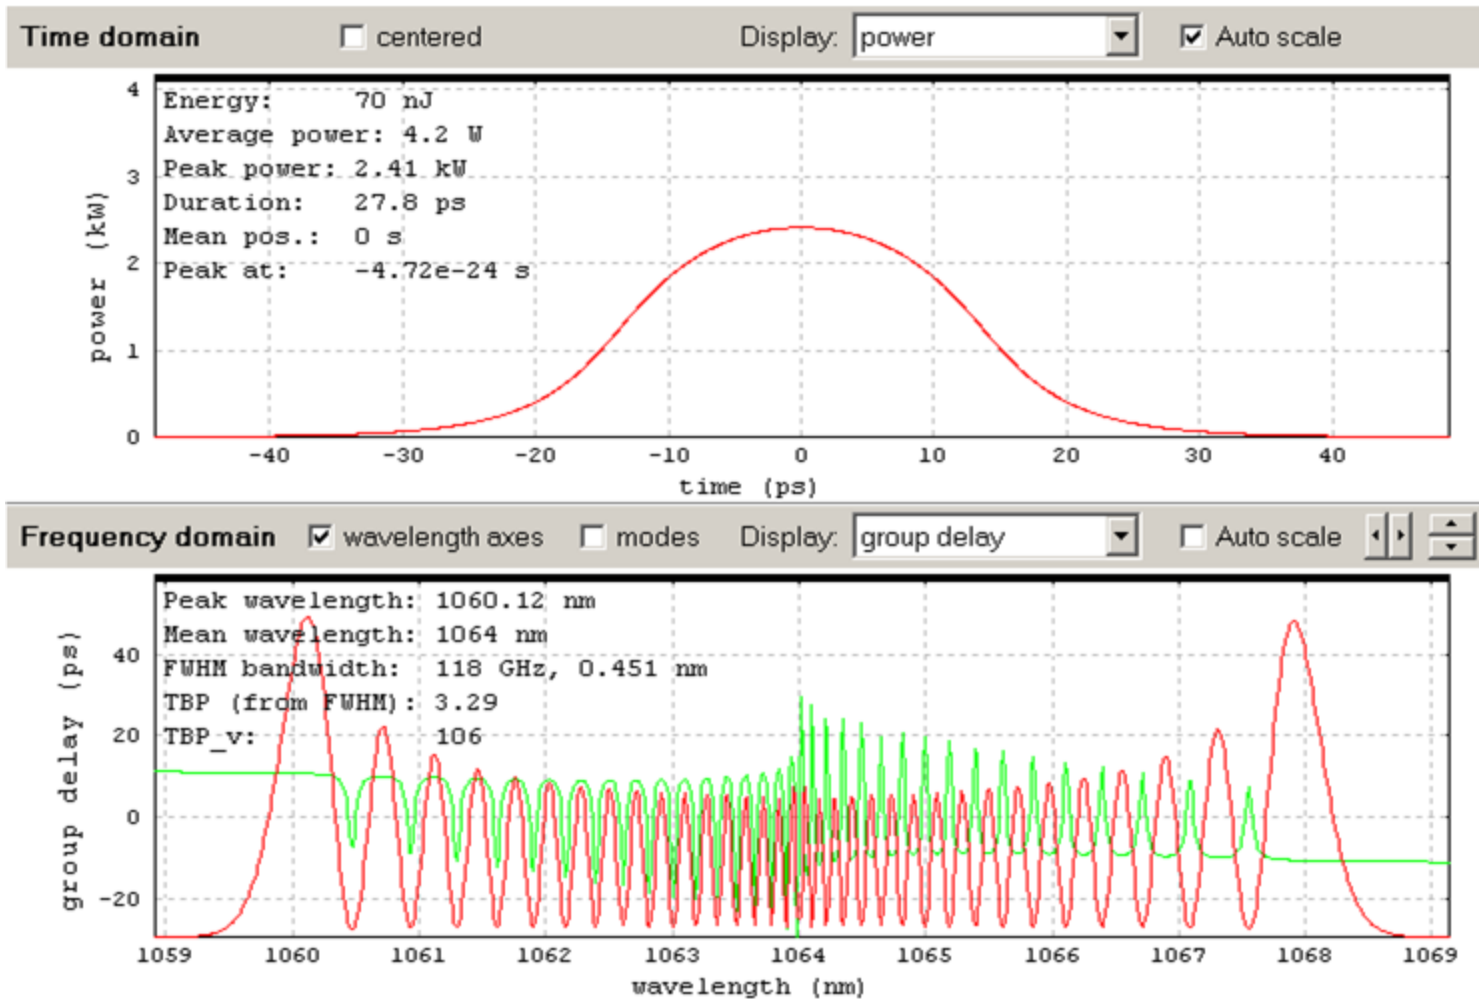 Time domain centered Display: power Auto scale
4
Energy: 70 nJ
Average power: 4.2 W
Peak power: 2.41 kW
3
Duration: 27.8 ps
Mean pos.: 0 s
2
Peak at: -4.72e-24 s
power (kW)
1
0
-40 -30 -20 -10 0 10 20 30 40
time (ps)
Frequency domain wavelength axes modes Display: group delay Auto scale
Peak wavelength: 1060.12 nm
Mean wavelength: 1064 nm
40
FWHM bandwidth: 118 GHz, 0.451 nm
TBP (from FWHM): 3.29
20
TBP_v: 106
group delay (ps)
0
-20
1059 1060 1061 1062 1063 1064 1065 1066 1067 1068 1069
wavelength (nm)